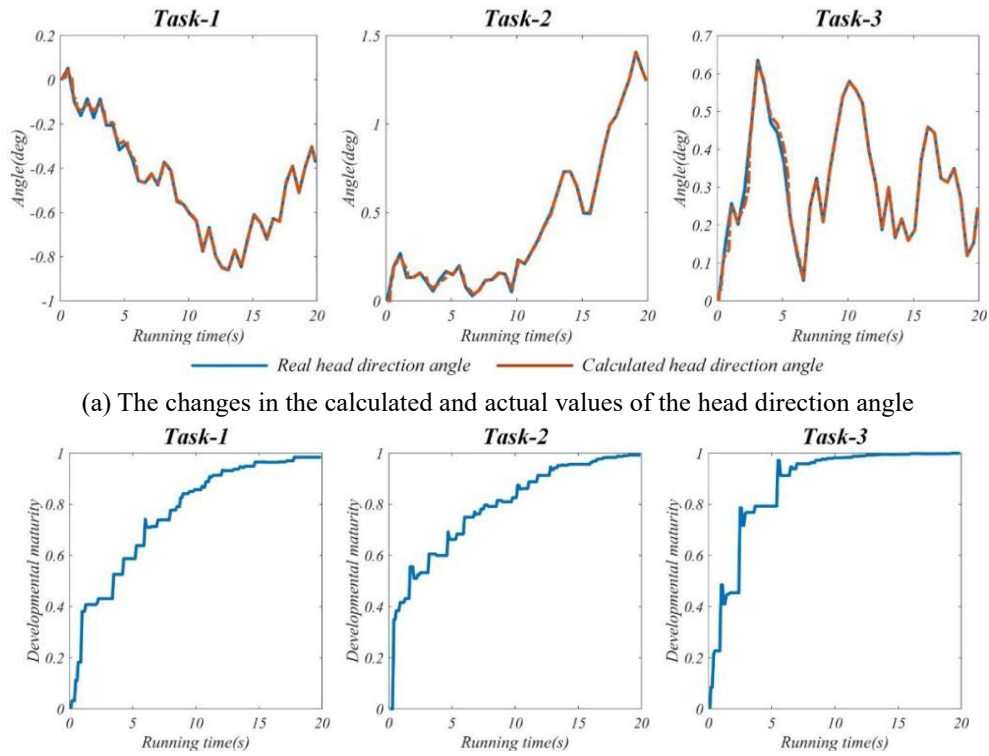 Task-1 Task-2 Task-3
0.2 1.5 0.7
0 0.6
-0.2 1 0.5
-0.4 0.4
-0.6 0.5 0.3
-0.8 0.2
0.1
-1 0 0
Angle(deg) Angle(deg) Angle(deg)
0 5 10 15 20 0 5 10 15 20 0 5 10 15 20
Running time(s) Running time(s) Running time(s)
Real head direction angle Calculated head direction angle
(a) The changes in the calculated and actual values of the head direction angle
Task-1 Task-2 Task-3
1 1 1
0.8 0.8 0.8
0.6 0.6 0.6
0.4 0.4 0.4
0.2 0.2 0.2
0 0 0
Developmental maturity Developmental maturity Developmental maturity
0 5 10 15 20 0 5 10 15 20 0 5 10 15 20
Running time(s) Running time(s) Running time(s)